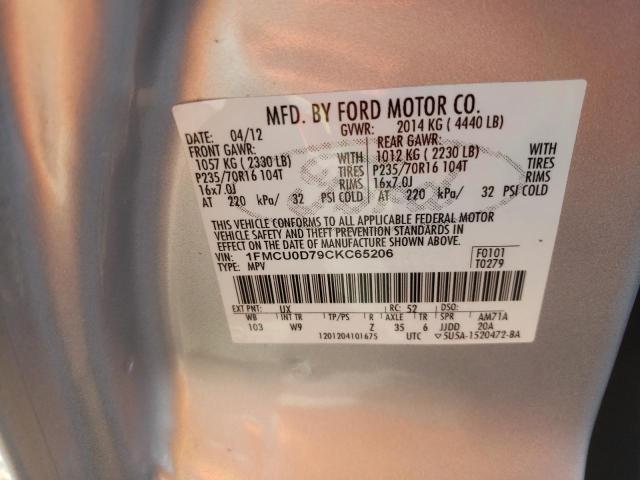 MFD. BY FORD MOTOR CO.
DATE: 04/12 GVWR: 2014 KG ( 4440 LB)
FRONT GAWR: REAR GAWR:
1057 KG ( 2330 LB) WITH 1012 KG ( 2230 LB) WITH
P235/70R16 104T TIRES P235/70R16 104T TIRES
16x7.0J RIMS 16x7.0J RIMS
AT 220 kPa/ 32 PSI COLD AT 220 kPa/ 32 PSI COLD
THIS VEHICLE CONFORMS TO ALL APPLICABLE FEDERAL MOTOR
VEHICLE SAFETY AND THEFT PREVENTION STANDARDS IN
EFFECT ON THE DATE OF MANUFACTURE SHOWN ABOVE.
VIN: 1FMCU0D79CKC65206 F0101
TYPE: MPV T0279
EXT PNT: UX RC: 52 DSO:
WB INT TR TP/PS R AXLE TR SPR AM71A
103 W9 Z 35 6 JJDD 20A
12012041 01675 UTC 5U5A-1520472-BA